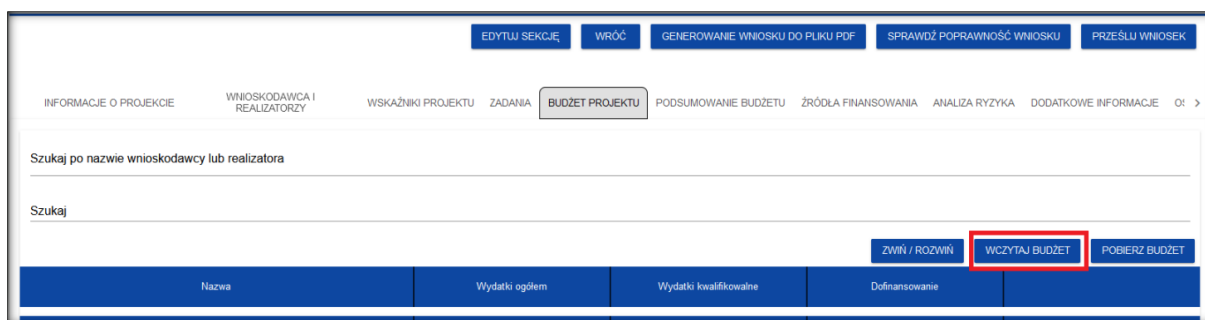 EDYTUJ SEKCJĘ WRÓĆ GENEROWANIE WNIOSKU DO PLIKU PDF SPRAWDŹ POPRAWNOŚĆ WNIOSKU PRZEŚLIJ WNIOSEK
INFORMACJE O PROJEKCIE WNIOSKODAWCA I REALIZATORZY WSKAŹNIKI PROJEKTU ZADANIA BUDŻET PROJEKTU PODSUMOWANIE BUDŻETU ŹRÓDŁA FINANSOWANIA ANALIZA RYZYKA DODATKOWE INFORMACJE
Szukaj po nazwie wnioskodawcy lub realizatora
Szukaj
ZWIŃ / ROZWIŃ WCZYTAJ BUDŻET POBIERZ BUDŻET
Nazwa Wydatki ogółem Wydatki kwalifikowalne Dofinansowanie